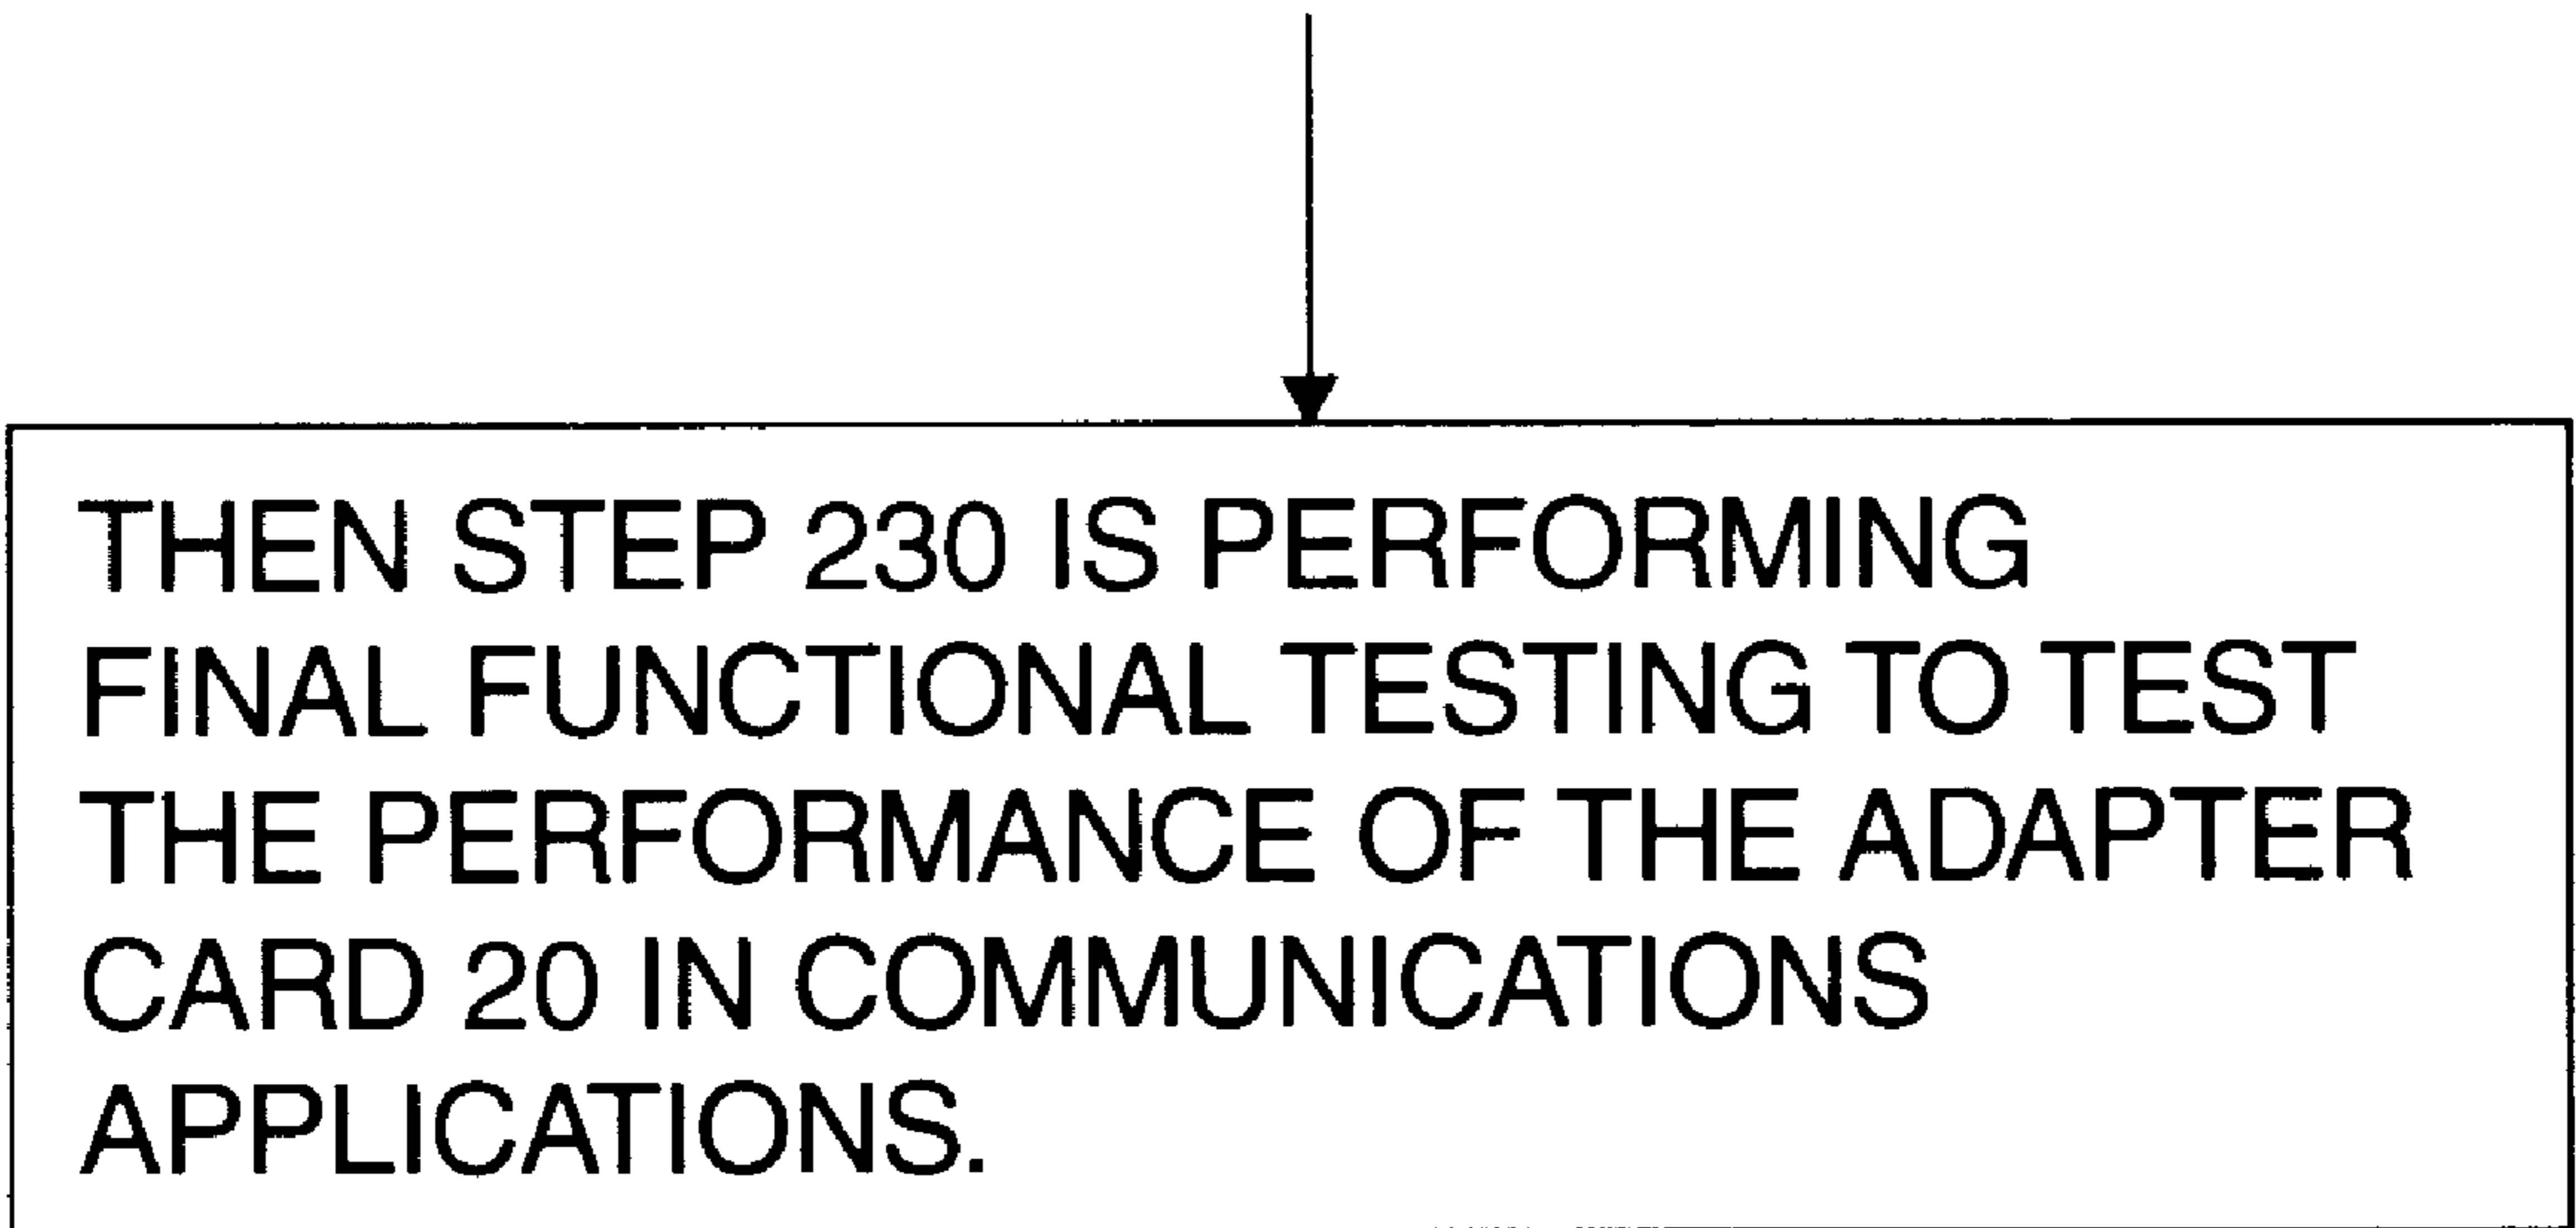 THEN STEP 230 IS PERFORMING
FINAL FUNCTIONAL TESTING TO TEST
THE PERFORMANCE OF THE ADAPTER
CARD 20 IN COMMUNICATIONS
APPLICATIONS.